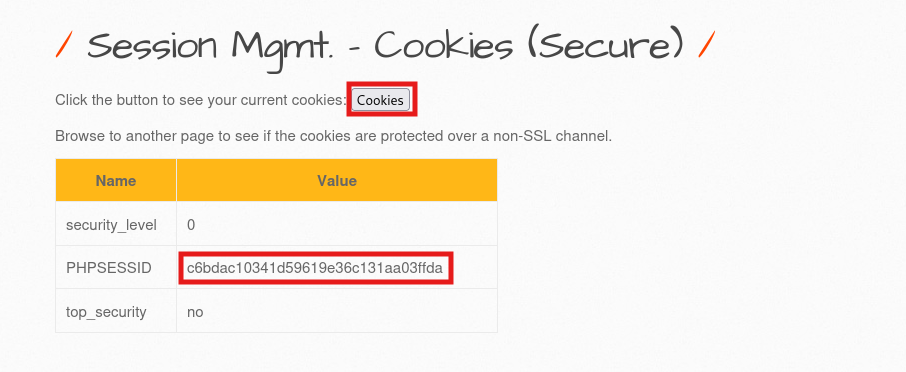 / Session Mgmt. - Cookies (Secure) /
Click the button to see your current cookies: Cookies
Browse to another page to see if the cookies are protected over a non-SSL channel.
Name Value
security_level 0
PHPSESSID c6bdac10341d59619e36c131aa03ffda
top_security no